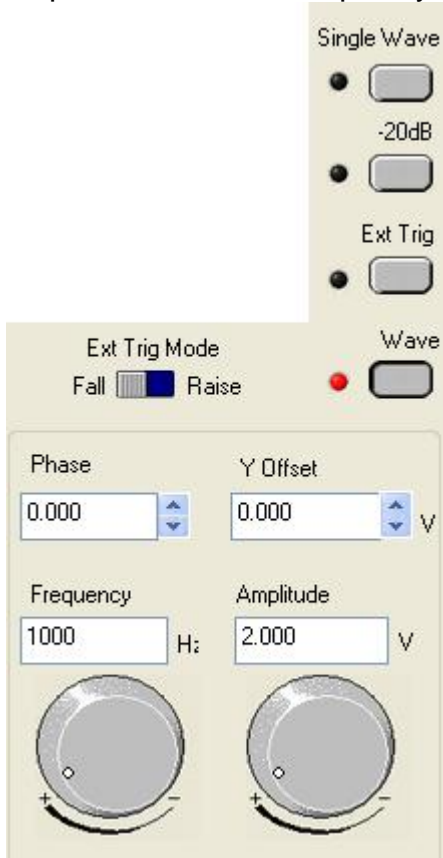 Single Wave
-20dB
Ext Trig
Wave
Ext Trig Mode
Fall Raise
Phase Y Offset
0.000 0.000 V
Frequency Amplitude
1000 Hz 2.000 V
+ - + -